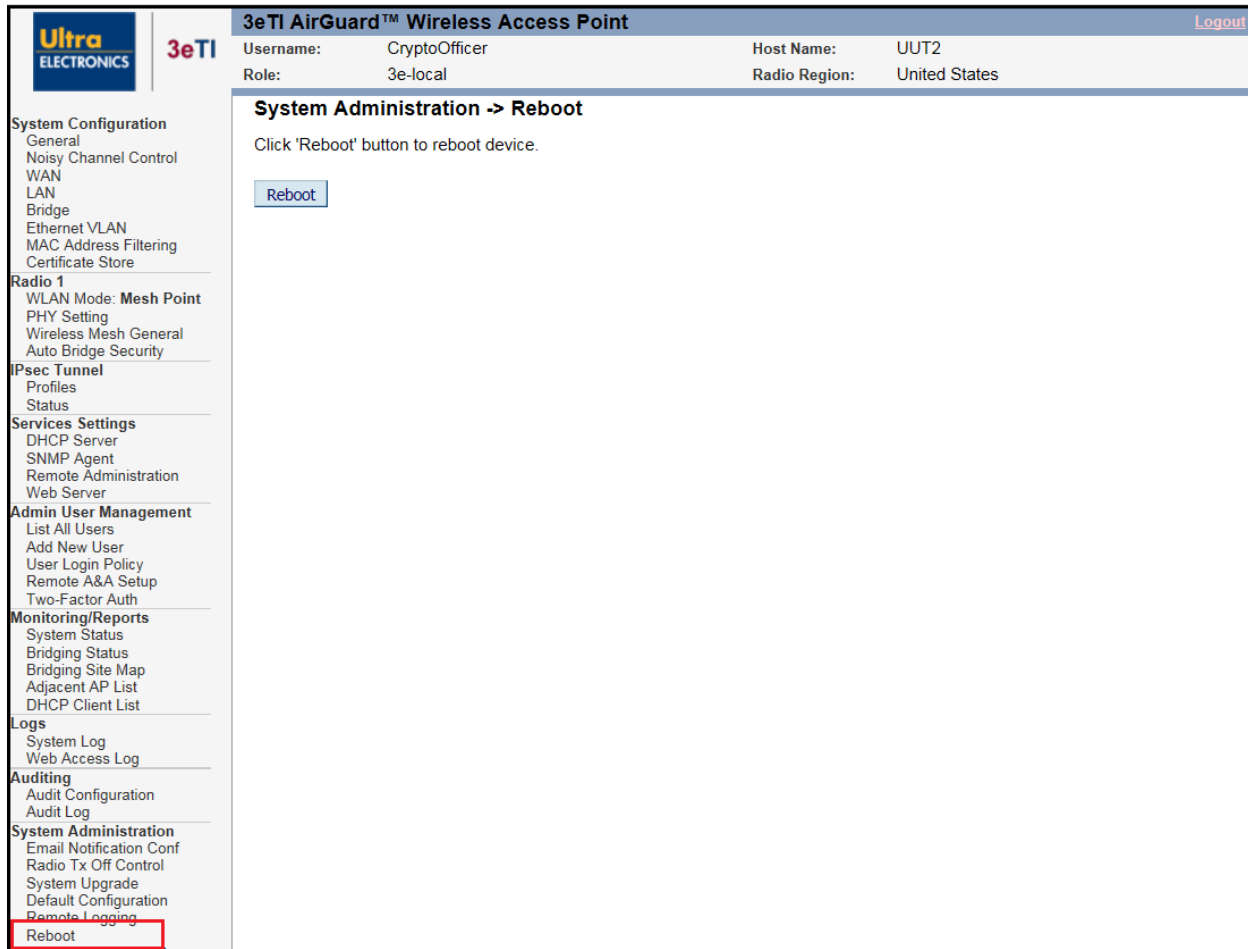 Ultra
ELECTRONICS
3eTI
3eTI AirGuard™ Wireless Access Point
Logout
Username: CryptoOfficer Host Name: UUT2
Role: 3e-local Radio Region: United States
System Configuration
General
Noisy Channel Control
WAN
LAN
Bridge
Ethernet VLAN
MAC Address Filtering
Certificate Store
Radio 1
WLAN Mode: Mesh Point
PHY Setting
Wireless Mesh General
Auto Bridge Security
IPsec Tunnel
Profiles
Status
Services Settings
DHCP Server
SNMP Agent
Remote Administration
Web Server
Admin User Management
List All Users
Add New User
User Login Policy
Remote A&A Setup
Two-Factor Auth
Monitoring/Reports
System Status
Bridging Status
Bridging Site Map
Adjacent AP List
DHCP Client List
Logs
System Log
Web Access Log
Auditing
Audit Configuration
Audit Log
System Administration
Email Notification Conf
Radio Tx Off Control
System Upgrade
Default Configuration
Remote Logging
Reboot
System Administration -> Reboot
Click 'Reboot' button to reboot device.
Reboot